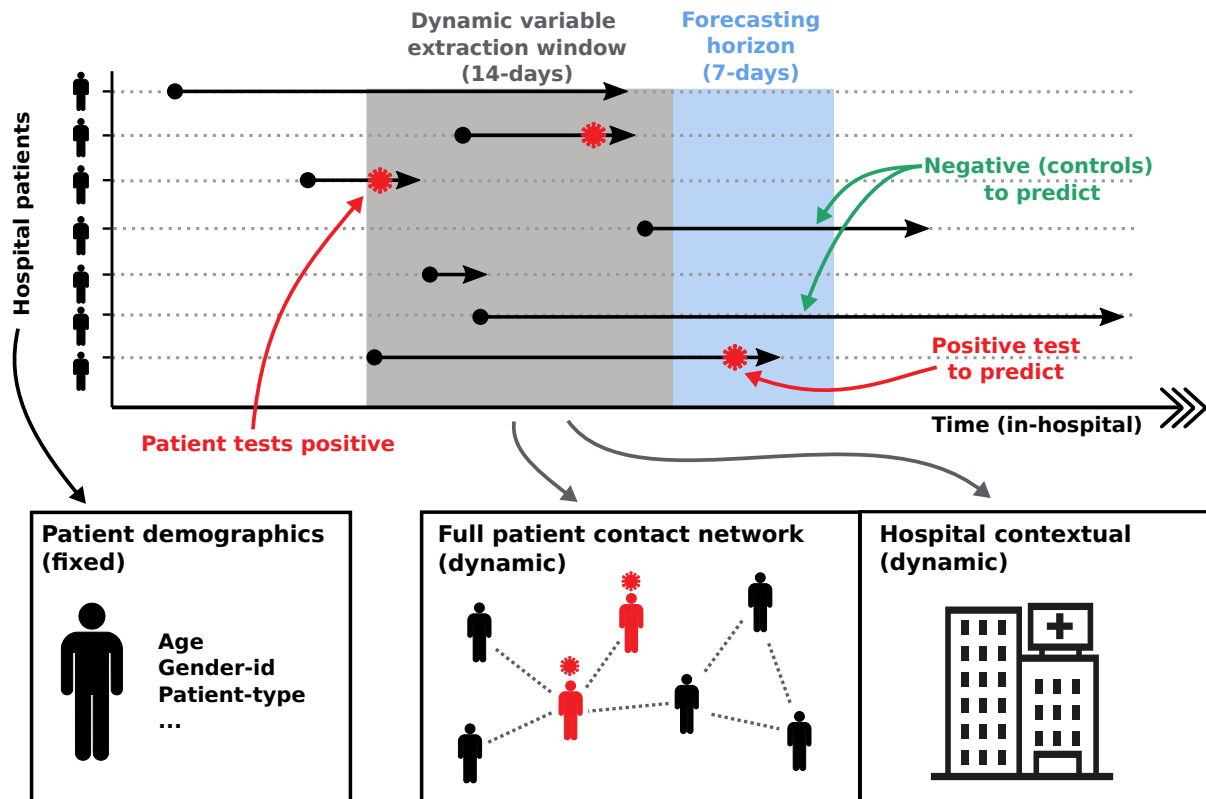 Dynamic variable
extraction window
(14-days)
Forecasting
horizon
(7-days)
Hospital patients
Negative (controls)
to predict
Positive test
to predict
Patient tests positive
Time (in-hospital)
Patient demographics
(fixed)
Age
Gender-id
Patient-type
...
Full patient contact network
(dynamic)
Hospital contextual
(dynamic)